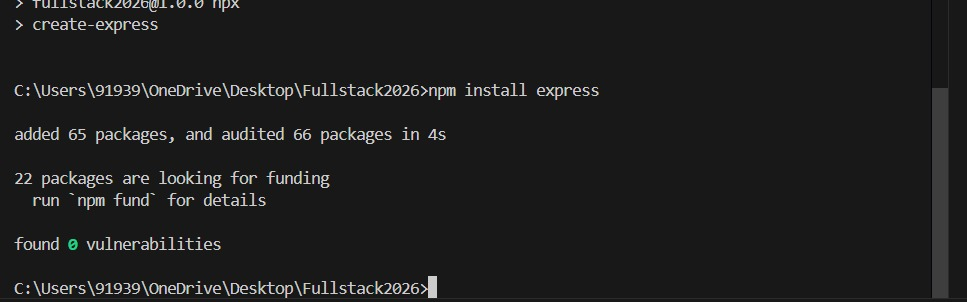 > fullstack2026@1.0.0 npx
> create-express
C:\Users\91939\OneDrive\Desktop\Fullstack2026>npm install express
added 65 packages, and audited 66 packages in 4s
22 packages are looking for funding
  run `npm fund` for details
found 0 vulnerabilities
C:\Users\91939\OneDrive\Desktop\Fullstack2026>